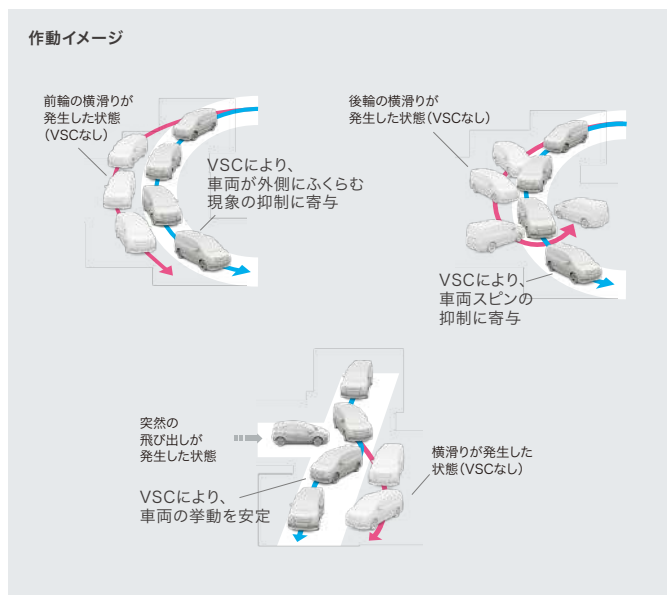 作動イメージ
前輪の横滑りが
発生した状態
（VSCなし）
VSCにより、
車両が外側にふくらむ
現象の抑制に寄与
後輪の横滑りが
発生した状態（VSCなし）
VSCにより、
車両スピンの
抑制に寄与
突然の
飛び出しが
発生した状態
VSCにより、
車両の挙動を安定
横滑りが発生した
状態（VSCなし）